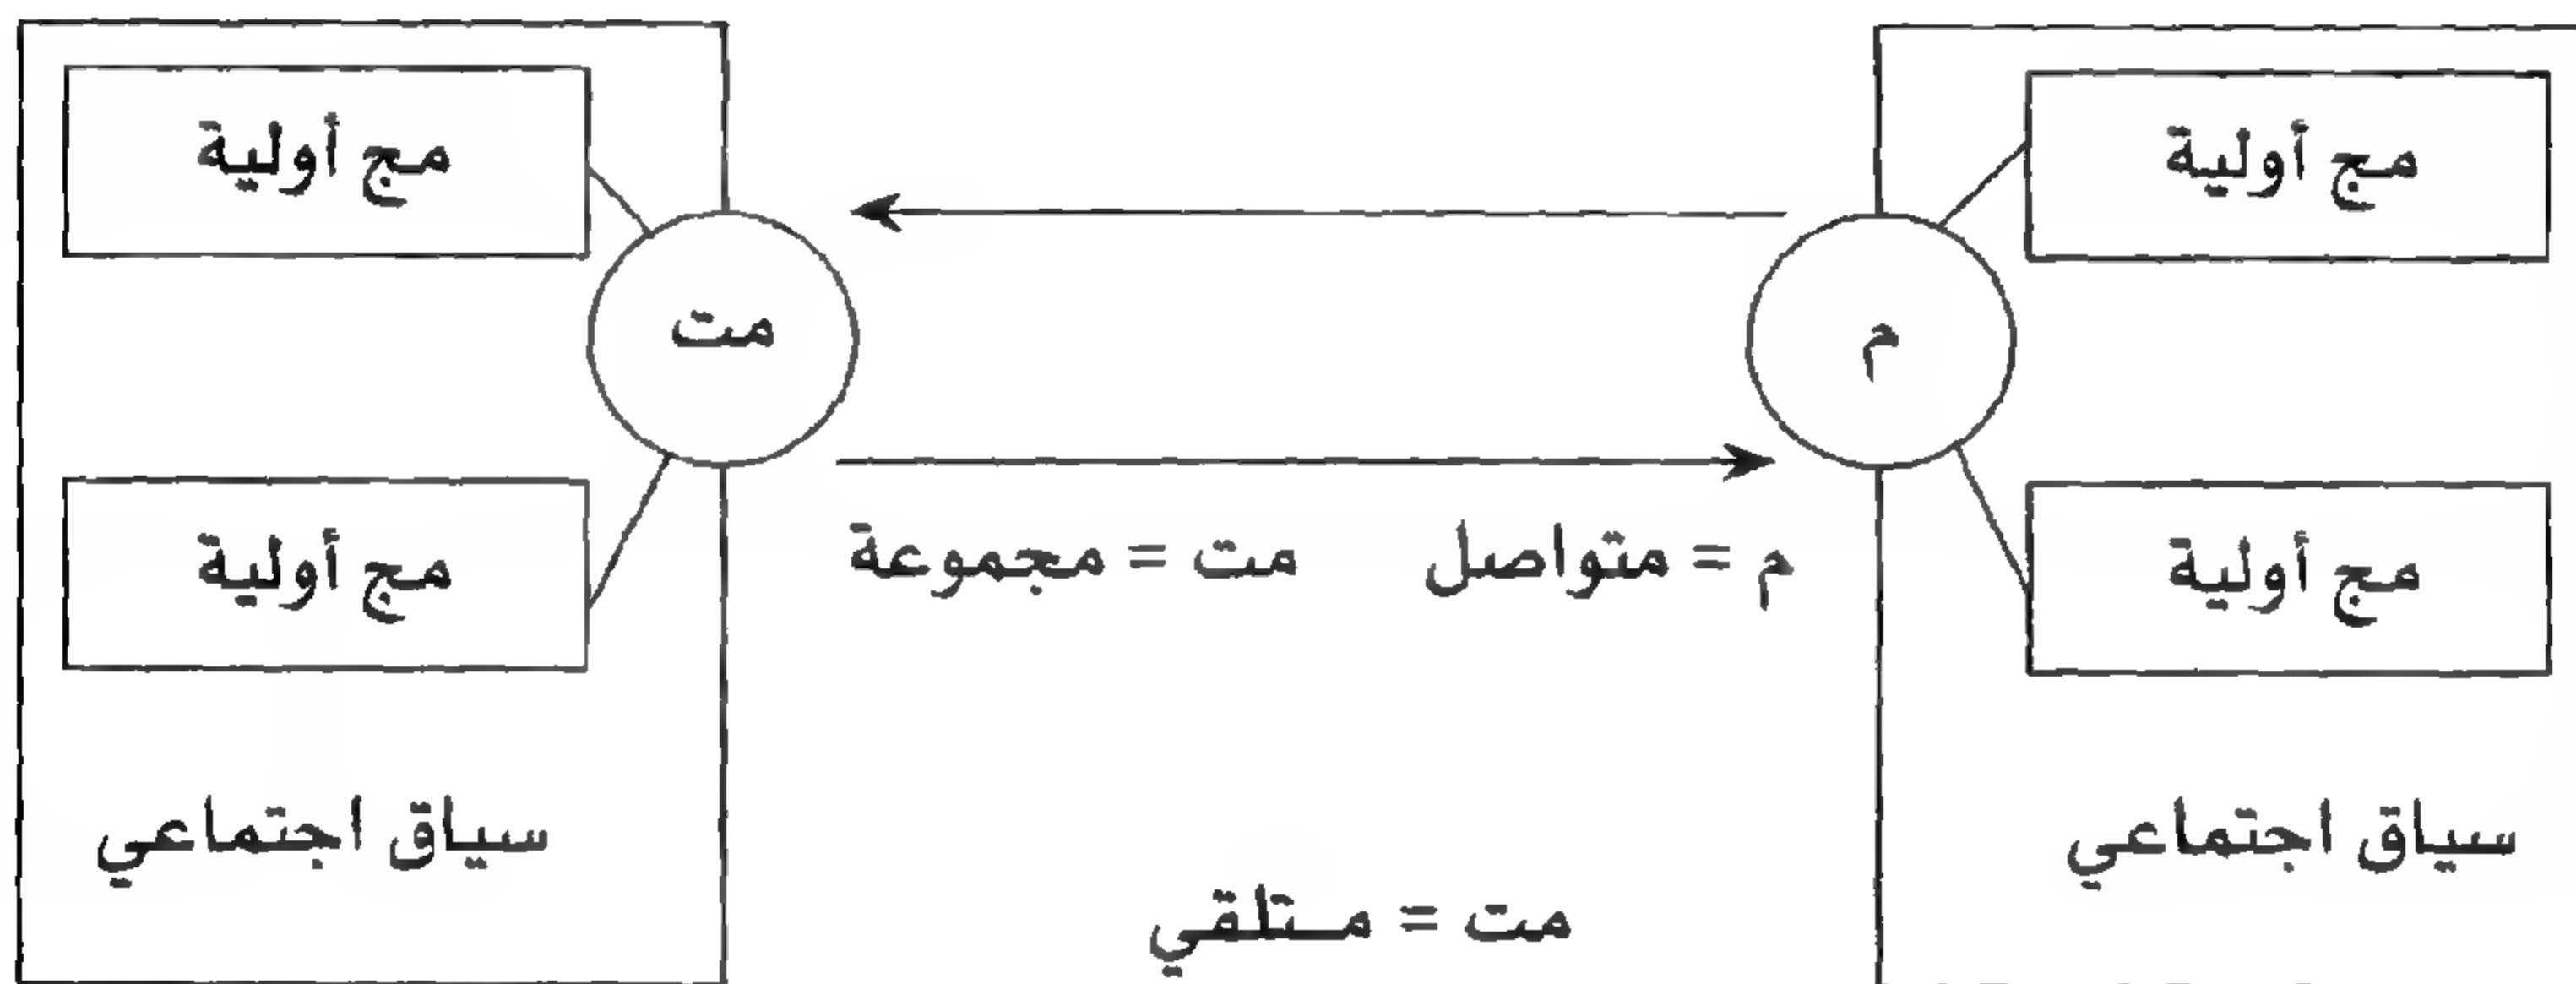 مج أولية
مج أولية
م
مت
م = متواصل    مت = مجموعة
مج أولية
مج أولية
سياق اجتماعي
سياق اجتماعي
مت = متلقي